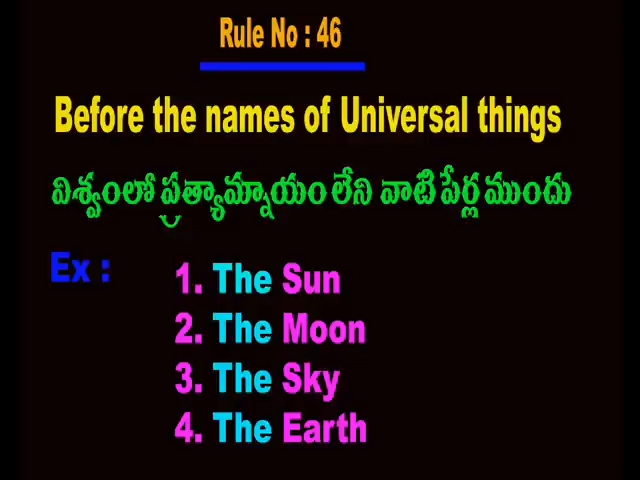 Rule No : 46
Before the names of Universal things
విశ్వంలో ప్రత్యామ్నాయం లేని వాటి పేర్ల ముందు
Ex :
1. The Sun
2. The Moon
3. The Sky
4. The Earth